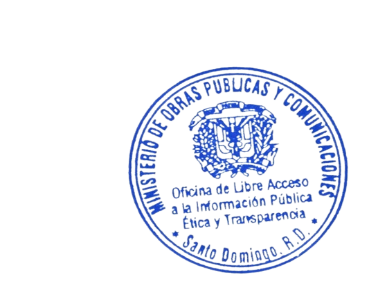 MINISTERIO DE OBRAS PUBLICAS Y COMUNICACIONES
Oficina de Libre Acceso
a la Información Pública
Ética y Transparencia
* Santo Domingo, R.D. *